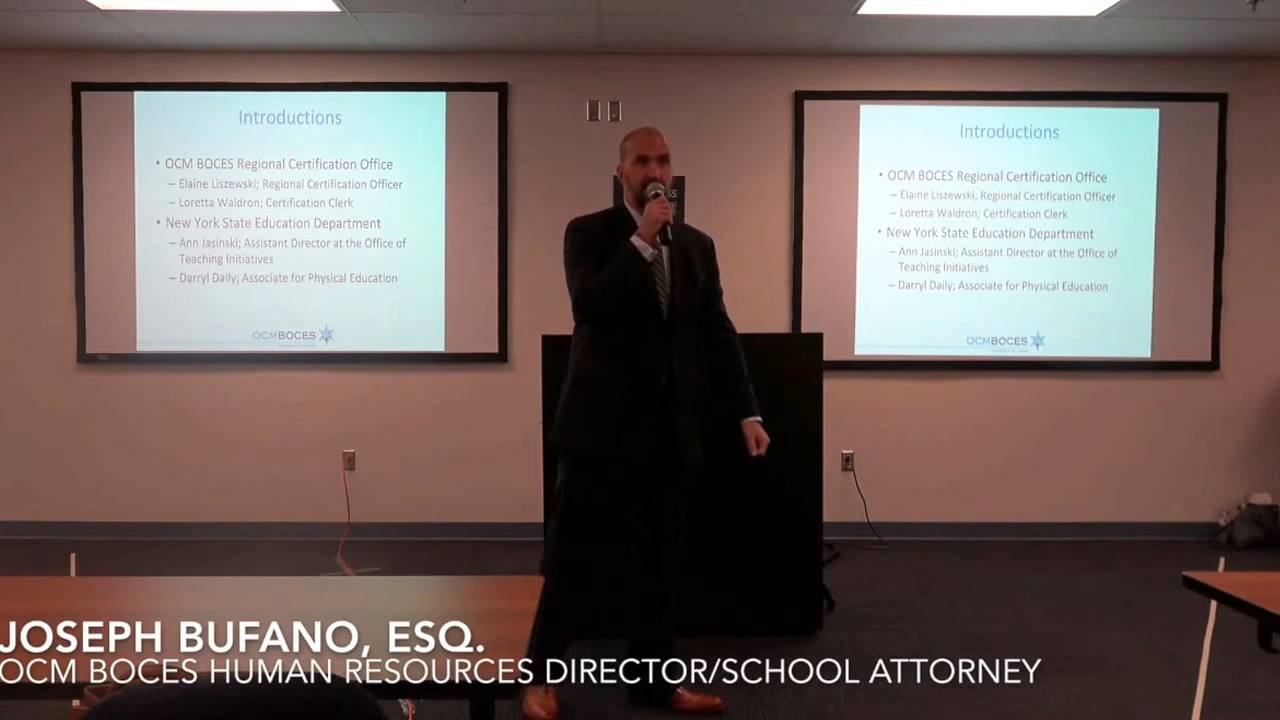 Introductions
• OCM BOCES Regional Certification Office
– Elaine Liszewski; Regional Certification Officer
– Loretta Waldron; Certification Clerk
• New York State Education Department
– Ann Jasinski; Assistant Director at the Office of
Teaching Initiatives
– Darryl Daily; Associate for Physical Education
OCMBOCES
Introductions
• OCM BOCES Regional Certification Office
– Elaine Liszewski; Regional Certification Officer
– Loretta Waldron; Certification Clerk
• New York State Education Department
– Ann Jasinski; Assistant Director at the Office of
Teaching Initiatives
– Darryl Daily; Associate for Physical Education
OCMBOCES
JOSEPH BUFANO, ESQ.
OCM BOCES HUMAN RESOURCES DIRECTOR/SCHOOL ATTORNEY